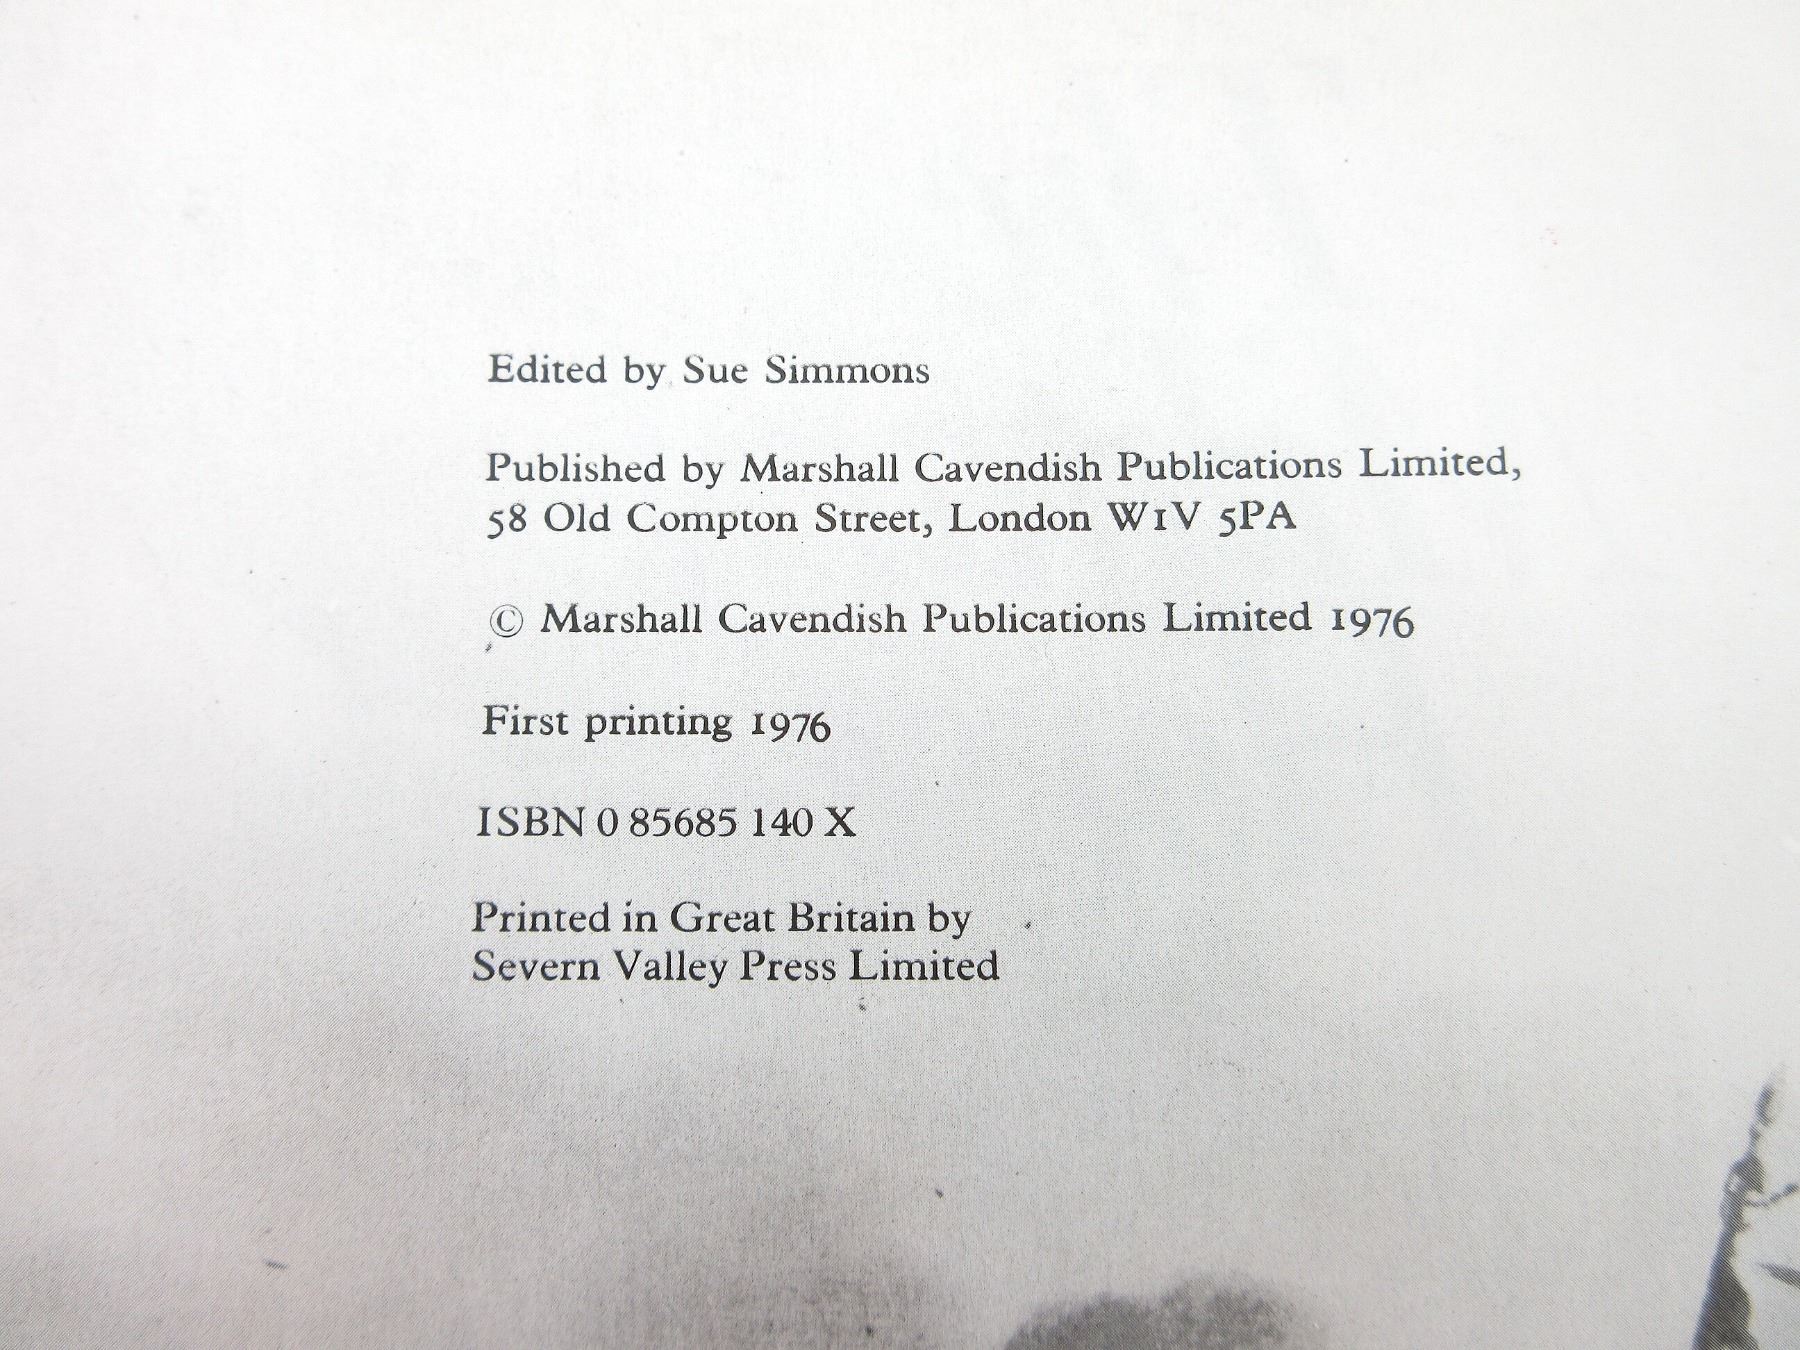 Edited by Sue Simmons
Published by Marshall Cavendish Publications Limited,
58 Old Compton Street, London W1V 5PA
© Marshall Cavendish Publications Limited 1976
First printing 1976
ISBN 0 85685 140 X
Printed in Great Britain by
Severn Valley Press Limited